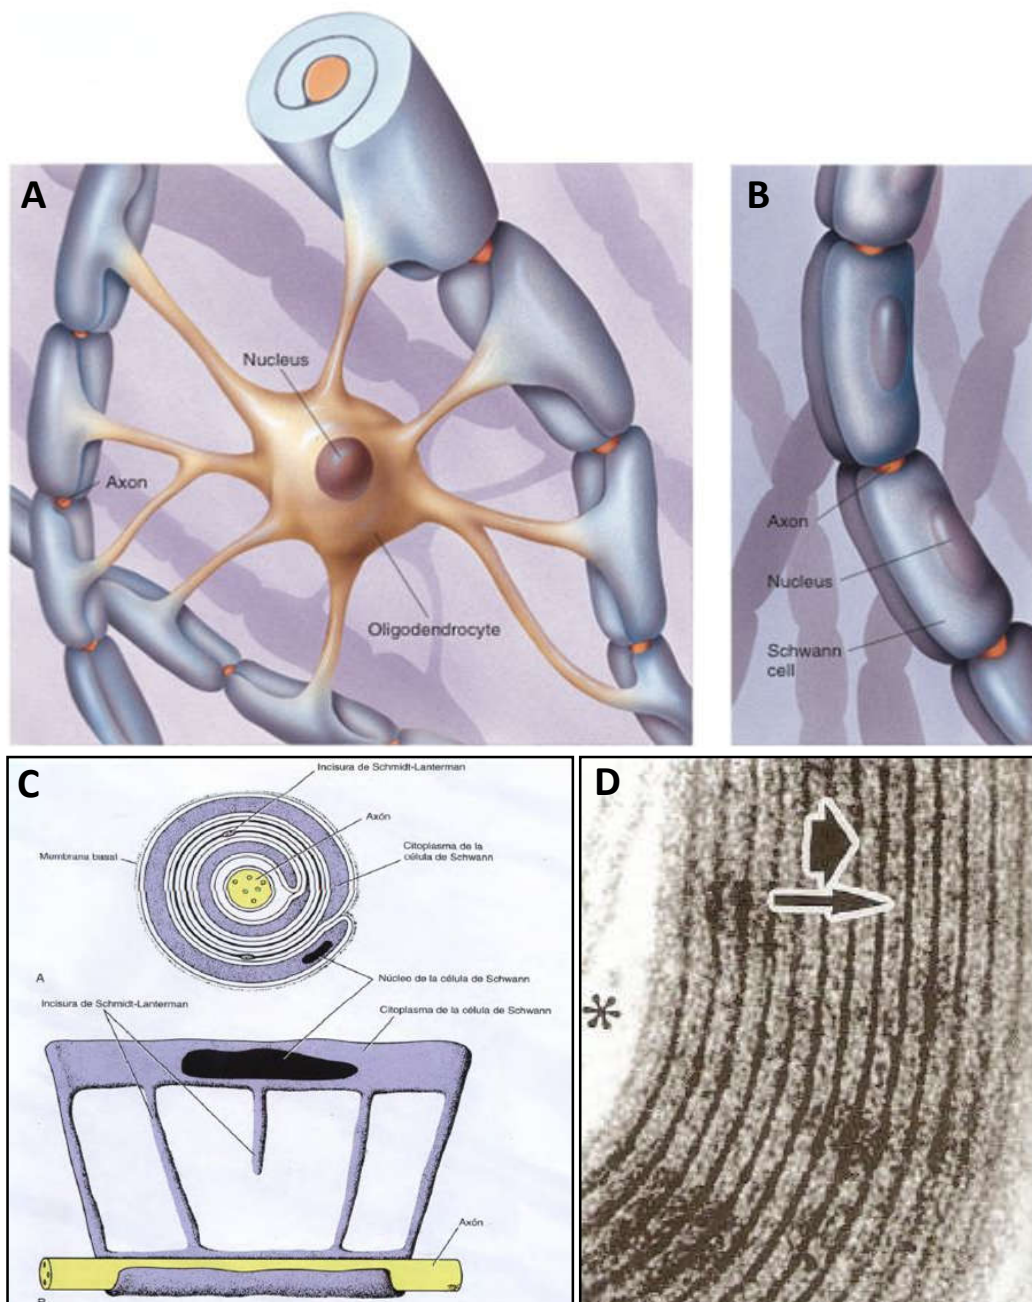 A
Nucleus
Axon
Oligodendrocyte
B
Axon
Nucleus
Schwann
cell
C
Incisura de Schmidt-Lanterman
Axón
Membrana basal
Citoplasma de la
célula de Schwann
A
Núcleo de la célula de Schwann
Incisura de Schmidt-Lanterman
Citoplasma de la célula de Schwann
Axón
D
*